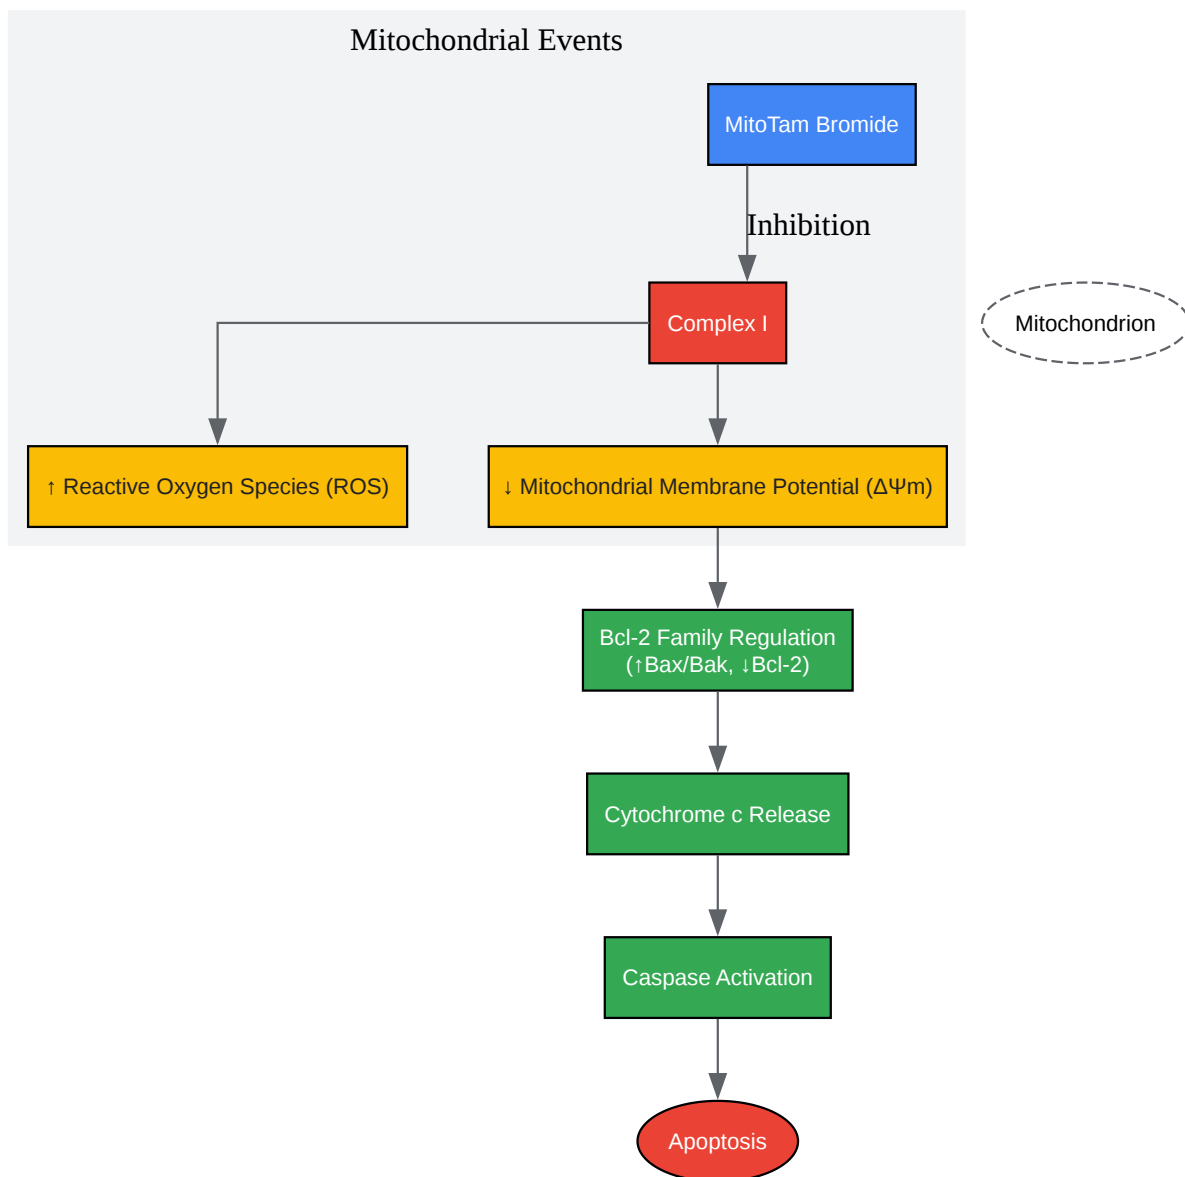 Mitochondrial Events
MitoTam Bromide
Inhibition
Complex I
Mitochondrion
↑ Reactive Oxygen Species (ROS)
↓ Mitochondrial Membrane Potential (ΔΨm)
Bcl-2 Family Regulation
(↑Bax/Bak, ↓Bcl-2)
Cytochrome c Release
Caspase Activation
Apoptosis